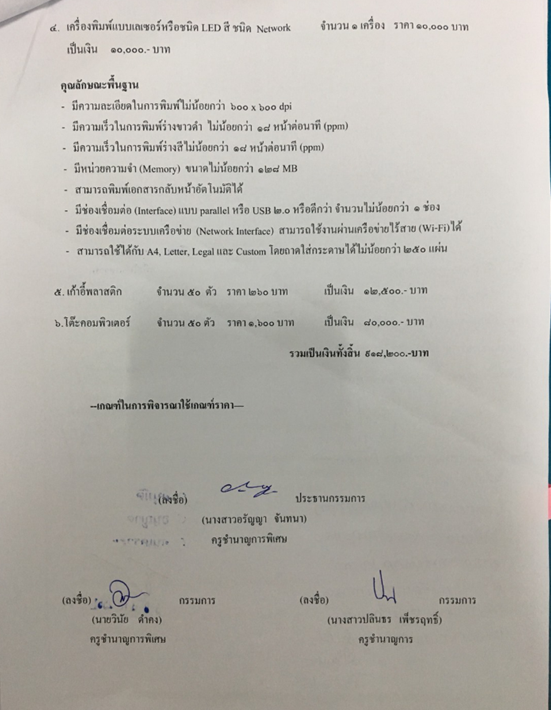 ๔. เครื่องพิมพ์แบบเลเซอร์หรือชนิด LED สี ชนิด Network จำนวน ๑ เครื่อง ราคา ๑๐,๐๐๐ บาท
เป็นเงิน ๑๐,๐๐๐.- บาท
คุณลักษณะพื้นฐาน
- มีความละเอียดในการพิมพ์ไม่น้อยกว่า ๖๐๐ x ๖๐๐ dpi
- มีความเร็วในการพิมพ์ร่างขาวดำ ไม่น้อยกว่า ๑๘ หน้าต่อนาที (ppm)
- มีความเร็วในการพิมพ์ร่างสีไม่น้อยกว่า ๑๘ หน้าต่อนาที (ppm)
- มีหน่วยความจำ (Memory) ขนาดไม่น้อยกว่า ๑๒๘ MB
- สามารถพิมพ์เอกสารกลับหน้าอัตโนมัติได้
- มีช่องเชื่อมต่อ (Interface) แบบ parallel หรือ USB ๒.๐ หรือดีกว่า จำนวนไม่น้อยกว่า ๑ ช่อง
- มีช่องเชื่อมต่อระบบเครือข่าย (Network Interface) สามารถใช้งานผ่านเครือข่ายไร้สาย (Wi-Fi) ได้
- สามารถใช้ได้กับ A4, Letter, Legal และ Custom โดยถาดใส่กระดาษได้ไม่น้อยกว่า ๒๕๐ แผ่น
๕. เก้าอี้พลาสติก จำนวน ๕๐ ตัว ราคา ๒๖๐ บาท เป็นเงิน ๑๒,๕๐๐.- บาท
๖.โต๊ะคอมพิวเตอร์ จำนวน ๕๐ ตัว ราคา ๑,๖๐๐ บาท เป็นเงิน ๘๐,๐๐๐.- บาท
รวมเป็นเงินทั้งสิ้น ๕๑๘,๒๐๐.-บาท
--เกณฑ์ในการพิจารณาใช้เกณฑ์ราคา---
(ลงชื่อ) ประธานกรรมการ
(นางสาวอรัญญา จันทนา)
ครูชำนาญการพิเศษ
(ลงชื่อ) กรรมการ (ลงชื่อ) กรรมการ
(นายวินัย ดำคง) (นางสาวปลินธร เพ็ชรฤทธิ์)
ครูชำนาญการพิเศษ ครูชำนาญการ